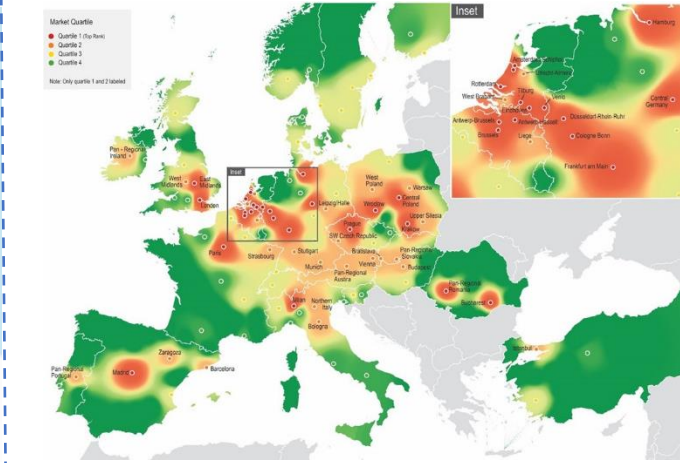 Market Quartile
Quartile 1 (Top Rank)
Quartile 2
Quartile 3
Quartile 4
Note: Only quartile 1 and 2 labeled
Inset
Hamburg
Rotterdam
Tilburg
Venlo
Eindhoven
Düsseldorf-Rhein-Ruhr
Antwerp-Brussels
Brussels
Liege
Cologne Bonn
Central
Germany
Frankfurt am Main
Pan - Regional
Ireland
West
Midlands
East
Midlands
London
Inset
Paris
Strasbourg
Stuttgart
Munich
Leipzig/Halle
West
Poland
Warsaw
Central
Poland
Wroclaw
Upper Silesia
Krakow
Prague
SW Czech Republic
Bratislava
Vienna
Pan-Regional
Slovakia
Budapest
Pan-Regional
Austria
Milan
Northern
Italy
Bologna
Pan-Regional
Romania
Bucharest
Istanbul
Zaragoza
Barcelona
Madrid
Pan-Regional
Portugal